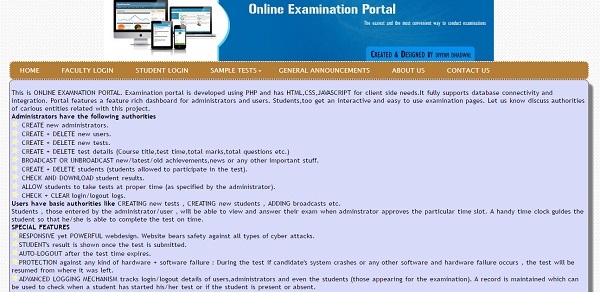 Online Examination Portal
The easiest and the most convenient way to conduct examinations
CREATED & DESIGNED BY DIVYAM DHADWAL
HOME FACULTY LOGIN STUDENT LOGIN SAMPLE TESTS GENERAL ANNOUNCEMENTS ABOUT US CONTACT US
This is ONLINE EXAMNATION PORTAL. Examination portal is developed using PHP and has HTML,CSS,JAVASCRIPT for client side needs.It fully supports database connectivity and
integration. Portal features a feature rich dashboard for administrators and users. Students,too get an interactive and easy to use examination pages. Let us know discuss authorities
of carious entities related with this project.
Administrators have the following authorities
CREATE new administrators.
CREATE + DELETE new users.
CREATE + DELETE new tests.
CREATE + DELETE test details (Course title,test time,total marks,total questions etc.)
BROADCAST OR UNBROADCAST new/latest/old achievements,news or any other important stuff.
CREATE + DELETE students (students allowed to participate in the test).
CHECK AND DOWNLOAD student results.
ALLOW students to take tests at proper time (as specified by the adminstrator).
CHECK + CLEAR login/logout logs.
Users have basic authorities like CREATING new tests , CREATING new students , ADDING broadcasts etc.
Students , those entered by the administrator/user , will be able to view and answer their exam when adminstrator approves the particular time slot. A handy time clock guides the
student so that he/she is able to complete the test on time.
SPECIAL FEATURES
RESPONSIVE yet POWERFUL webdesign. Website bears safety against all types of cyber attacks.
STUDENT's result is shown once the test is submitted.
AUTO-LOGOUT after the test time expires.
PROTECTION against any kind of hardware + software failure : During the test if candidate's system crashes or any other software and hardware failure occurs , the test will be
resumed from where it was left.
ADVANCED LOGGING MECHANISM tracks login/logout details of users,administrators and even the students (those appearing for the examination). A record is maintained which can
be used to check when a student has started his/her test or if the student is present or absent.